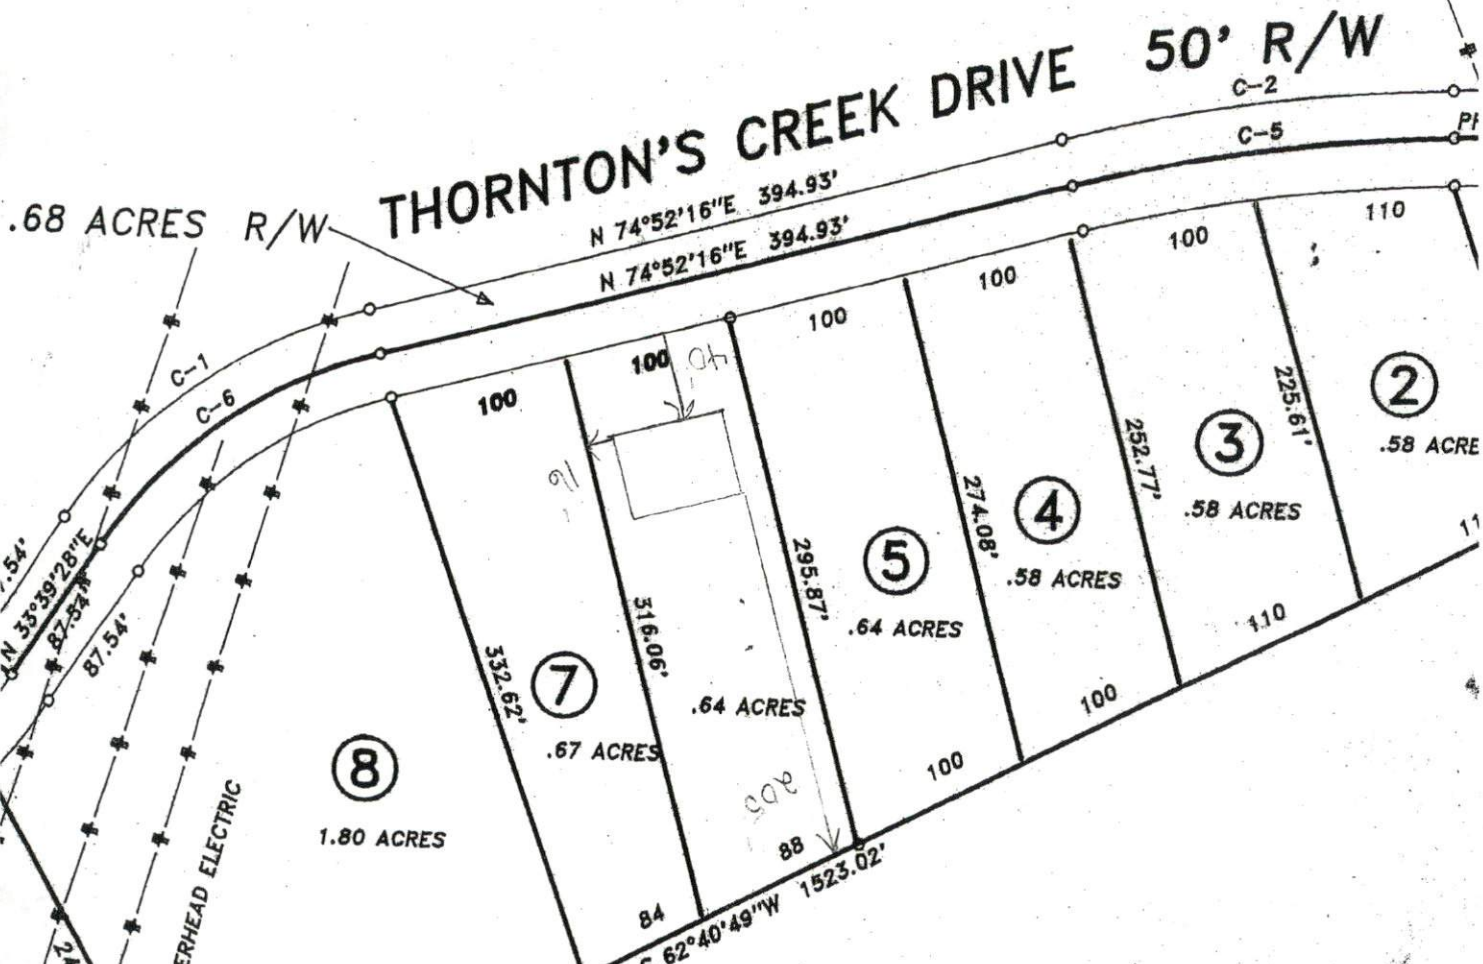 THORNTON'S CREEK DRIVE 50' R/W
C-2
C-5
.68 ACRES R/W
N 74°52'16"E 394.93'
N 74°52'16"E 394.93'
C-1
C-6
100
100
100
100
100
110
40'
16'
N 33°39'28"E
87.54'
87.54'
332.62'
316.06'
295.87'
274.08'
252.77'
225.61'
8
1.80 ACRES
7
.67 ACRES
.64 ACRES
5
.64 ACRES
4
.58 ACRES
3
.58 ACRES
2
.58 ACRE
205'
84
88
100
100
110
62°40'49"W 1523.02'
ERHEAD ELECTRIC